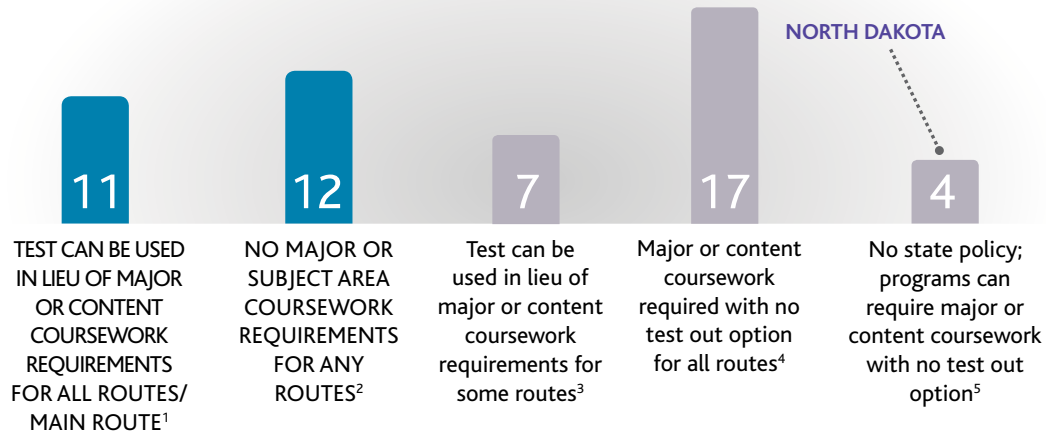 NORTH DAKOTA
11
12
7
17
4
TEST CAN BE USED
IN LIEU OF MAJOR
OR CONTENT
COURSEWORK
REQUIREMENTS
FOR ALL ROUTES/
MAIN ROUTE¹
NO MAJOR OR
SUBJECT AREA
COURSEWORK
REQUIREMENTS
FOR ANY
ROUTES²
Test can be
used in lieu of
major or content
coursework
requirements for
some routes³
Major or content
coursework
required with no
test out option
for all routes⁴
No state policy;
programs can
require major or
content coursework
with no test out
option⁵